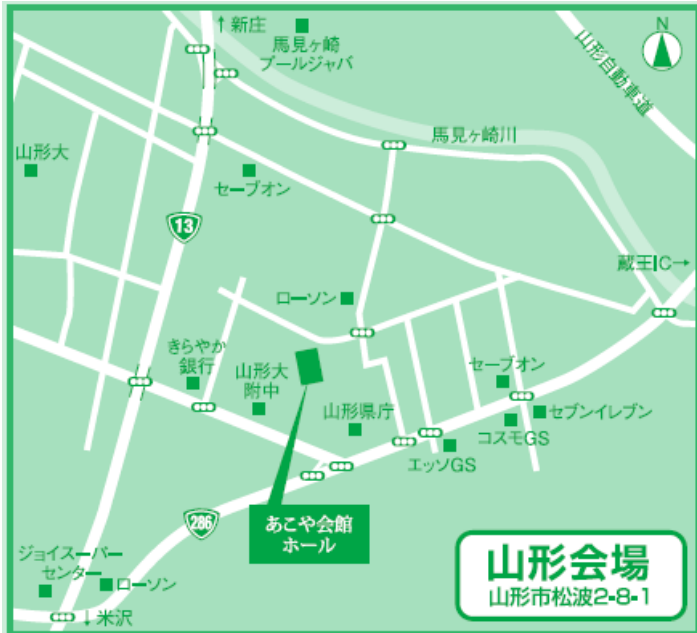 ↑新庄
馬見ヶ崎
プールジャバ
N
山形自動車道
山形大
馬見ヶ崎川
セーブオン
13
蔵王IC→
ローソン
きらやか
銀行
山形大
附中
セーブオン
山形県庁
セブンイレブン
コスモGS
エッソGS
286
あこや会館
ホール
ジョイスーパー
センター
ローソン
↓米沢
山形会場
山形市松波2-8-1